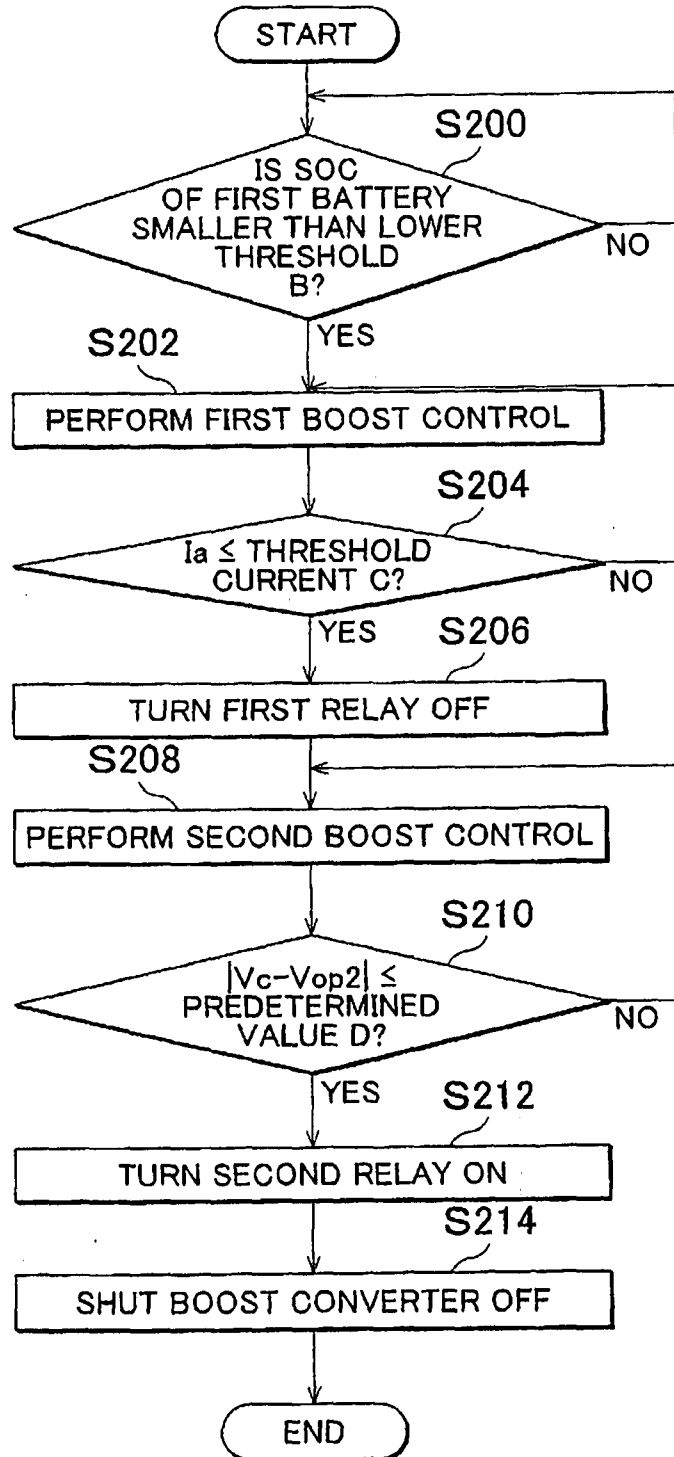 START
S200
IS SOC
OF FIRST BATTERY
SMALLER THAN LOWER
THRESHOLD
B?
NO
YES
S202
PERFORM FIRST BOOST CONTROL
S204
Ia ≤ THRESHOLD
CURRENT C?
NO
YES
S206
TURN FIRST RELAY OFF
S208
PERFORM SECOND BOOST CONTROL
S210
|Vc-Vop2| ≤
PREDETERMINED
VALUE D?
NO
YES
S212
TURN SECOND RELAY ON
S214
SHUT BOOST CONVERTER OFF
END